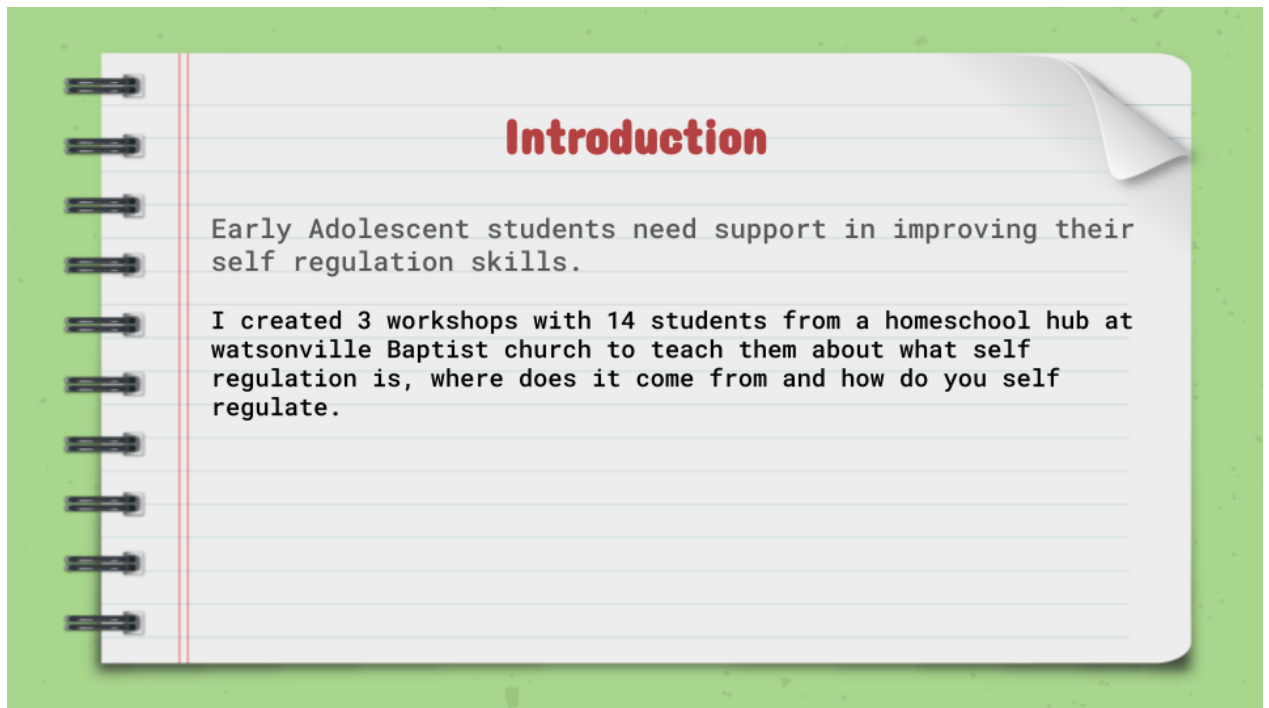 Introduction
Early Adolescent students need support in improving their
self regulation skills.
I created 3 workshops with 14 students from a homeschool hub at
watsonville Baptist church to teach them about what self
regulation is, where does it come from and how do you self
regulate.